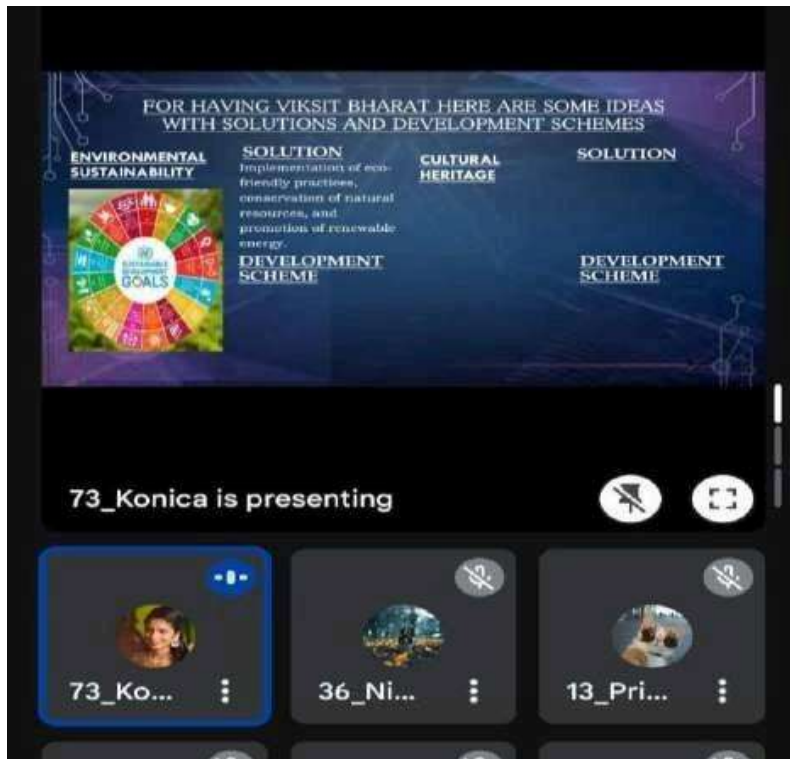 FOR HAVING VIKSIT BHARAT HERE ARE SOME IDEAS
WITH SOLUTIONS AND DEVELOPMENT SCHEMES
ENVIRONMENTAL
SUSTAINABILITY
SUSTAINABLE
DEVELOPMENT
GOALS
SOLUTION
Implementation of eco-
friendly practices,
conservation of natural
resources, and
promotion of renewable
energy.
DEVELOPMENT
SCHEME
CULTURAL
HERITAGE
SOLUTION
DEVELOPMENT
SCHEME
73_Konica is presenting
73_Ko...
36_Ni...
13_Pri...